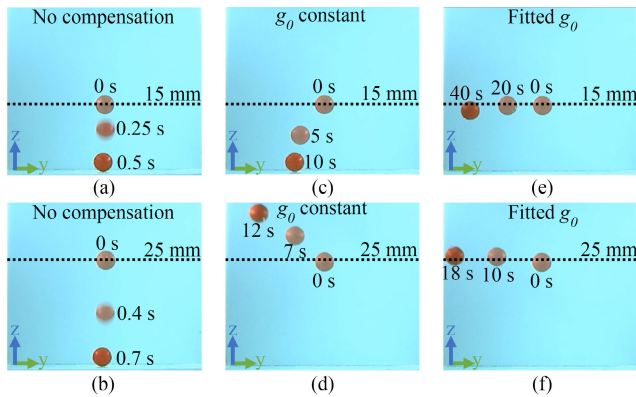 No compensation
0 s
15 mm
0.25 s
0.5 s
z
y
(a)
g₀ constant
0 s
15 mm
5 s
10 s
z
y
(c)
Fitted g₀
40 s
20 s
0 s
15 mm
z
y
(e)
No compensation
0 s
25 mm
0.4 s
0.7 s
z
y
(b)
g₀ constant
12 s
7 s
25 mm
0 s
z
y
(d)
Fitted g₀
25 mm
18 s
10 s
0 s
z
y
(f)